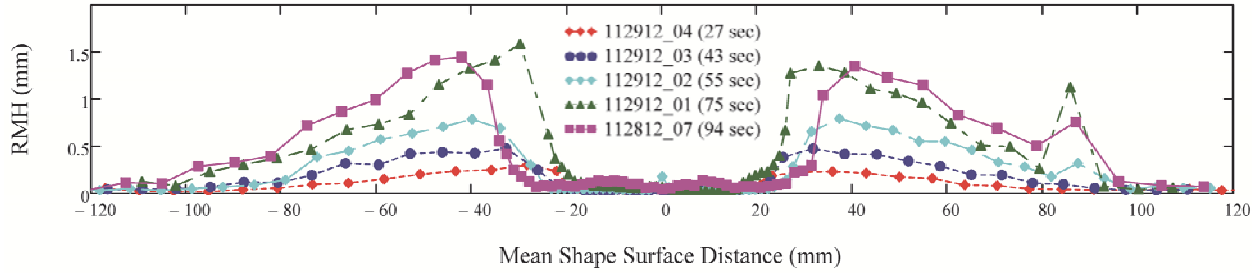 RMH (mm)
1.5
1
0.5
0
112912_04 (27 sec)
112912_03 (43 sec)
112912_02 (55 sec)
112912_01 (75 sec)
112812_07 (94 sec)
−120 −100 −80 −60 −40 −20 0 20 40 60 80 100 120
Mean Shape Surface Distance (mm)